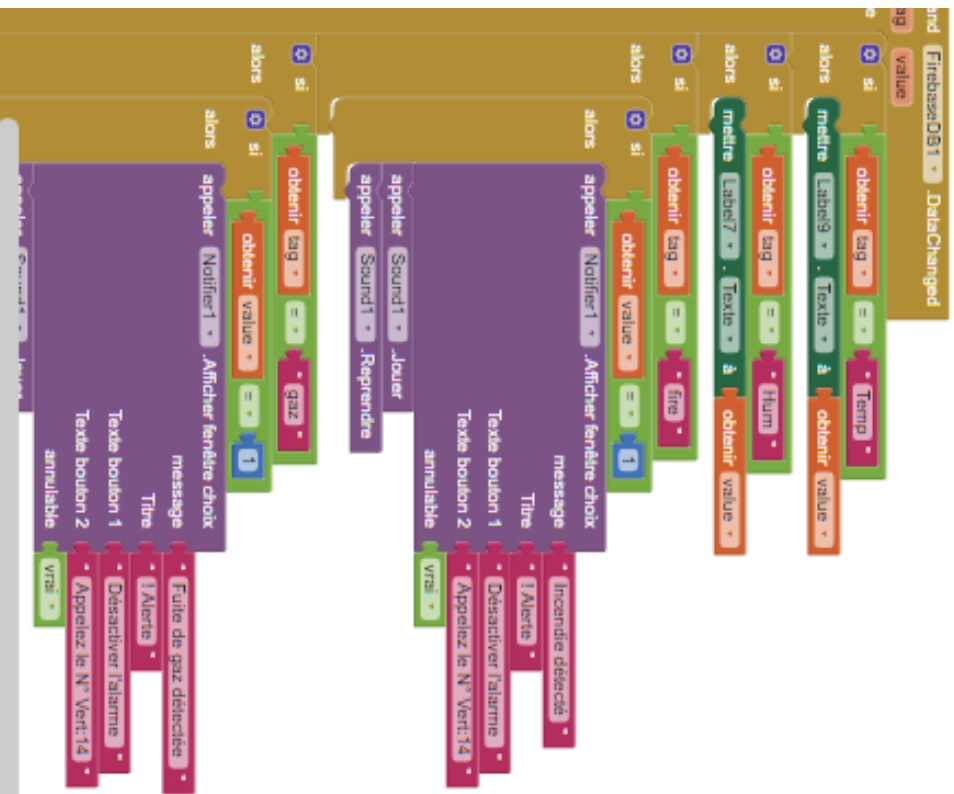 FirebaseDB1 .DataChanged
value
si obtenir tag = " Temp "
alors mettre Label9 . Texte à obtenir value
si obtenir tag = " Hum "
alors mettre Label7 . Texte à obtenir value
si obtenir tag = " fire "
alors si obtenir value = 1
alors appeler Notifier1 .Afficher fenêtre choix
message " Incendie détecté "
Titre " ! Alerte "
Texte bouton 1 " Désactiver l'alarme "
Texte bouton 2 " Appelez le N° Vert:14 "
annulable vrai
appeler Sound1 .Jouer
appeler Sound1 .Reprendre
si obtenir tag = " gaz "
alors si obtenir value = 1
alors appeler Notifier1 .Afficher fenêtre choix
message " Fuite de gaz détectée "
Titre " ! Alerte "
Texte bouton 1 " Désactiver l'alarme "
Texte bouton 2 " Appelez le N° Vert:14 "
annulable vrai